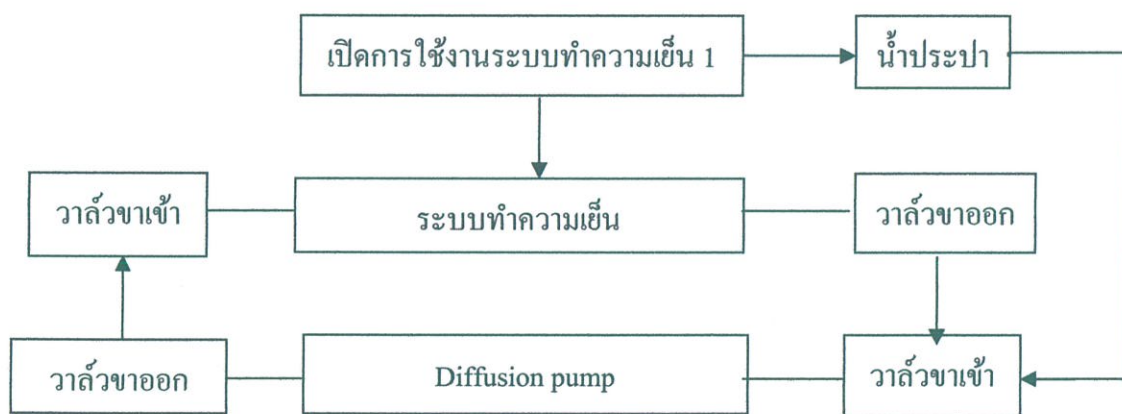 เปิดการใช้งานระบบทำความเย็น 1
น้ำประปา
วาล์วขาเข้า
ระบบทำความเย็น
วาล์วขาออก
วาล์วขาออก
Diffusion pump
วาล์วขาเข้า